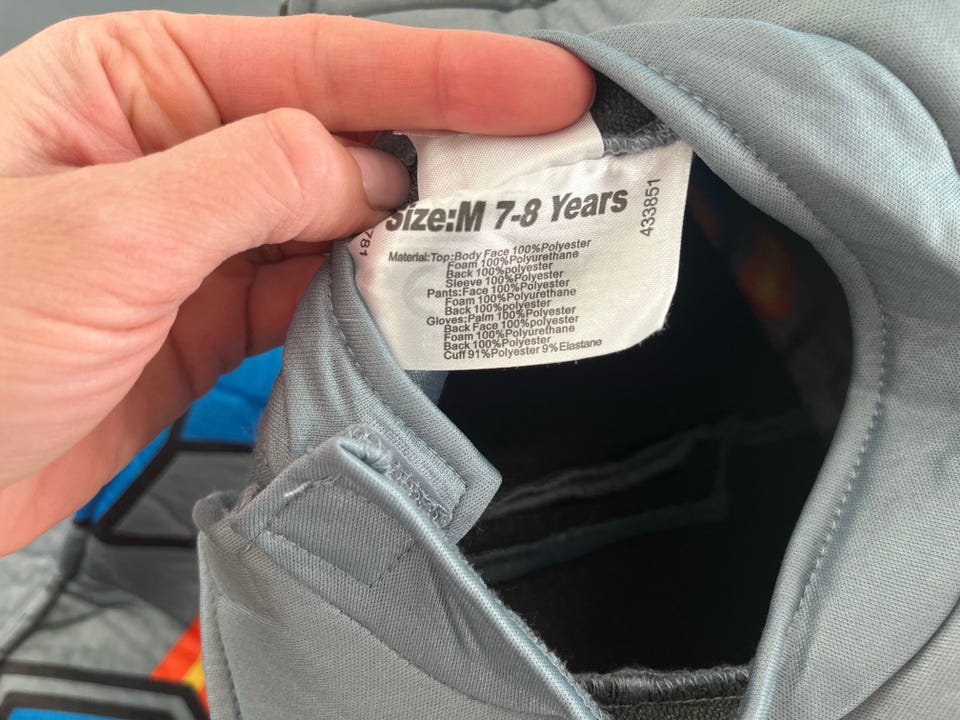 Size:M 7-8 Years
433851
781
Material:Top:Body Face 100%Polyester
Foam 100%Polyurethane
Back 100%polyester
Sleeve 100%Polyester
Pants:Face 100%Polyester
Foam 100%Polyurethane
Back 100%polyester
Gloves:Palm 100%Polyester
Back Face 100%polyester
Foam 100%Polyurethane
Back 100%Polyester
Cuff 91%Polyester 9%Elastane